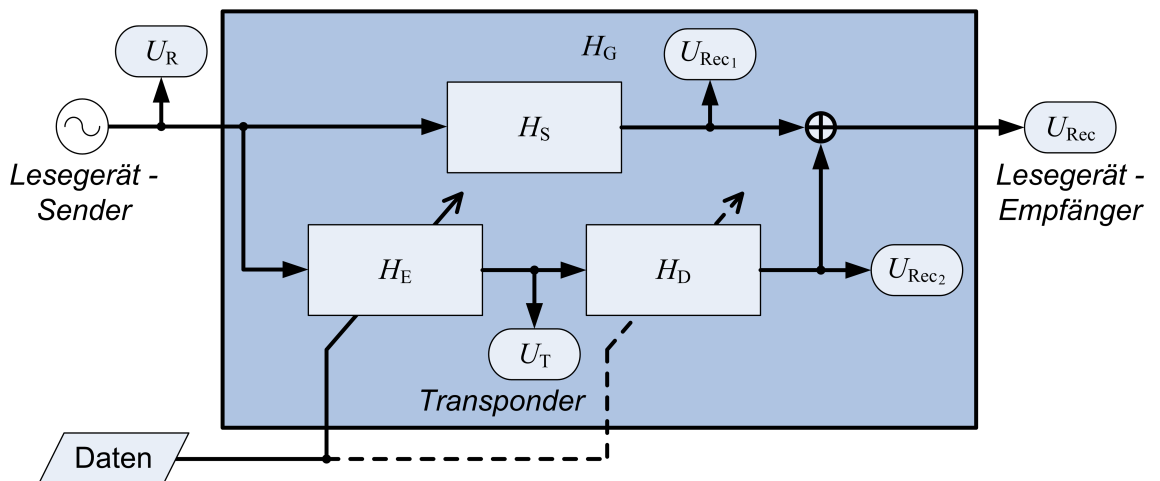 U_R
H_G
U_Rec1
H_S
U_Rec
Lesegerät -
Sender
Lesegerät -
Empfänger
H_E
H_D
U_Rec2
U_T
Transponder
Daten